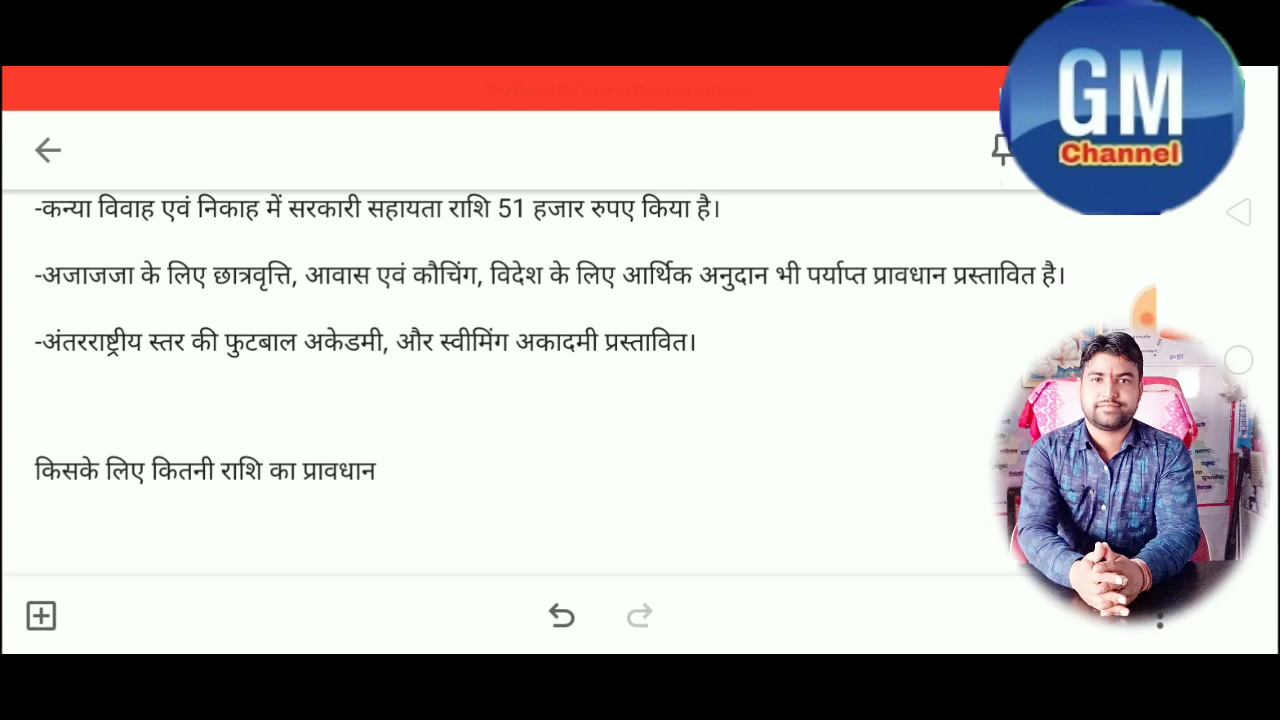 GM
Channel
-कन्या विवाह एवं निकाह में सरकारी सहायता राशि 51 हजार रुपए किया है।
-अजाजजा के लिए छात्रवृत्ति, आवास एवं कौचिंग, विदेश के लिए आर्थिक अनुदान भी पर्याप्त प्रावधान प्रस्तावित है।
-अंतरराष्ट्रीय स्तर की फुटबाल अकेडमी, और स्वीमिंग अकादमी प्रस्तावित।
किसके लिए कितनी राशि का प्रावधान